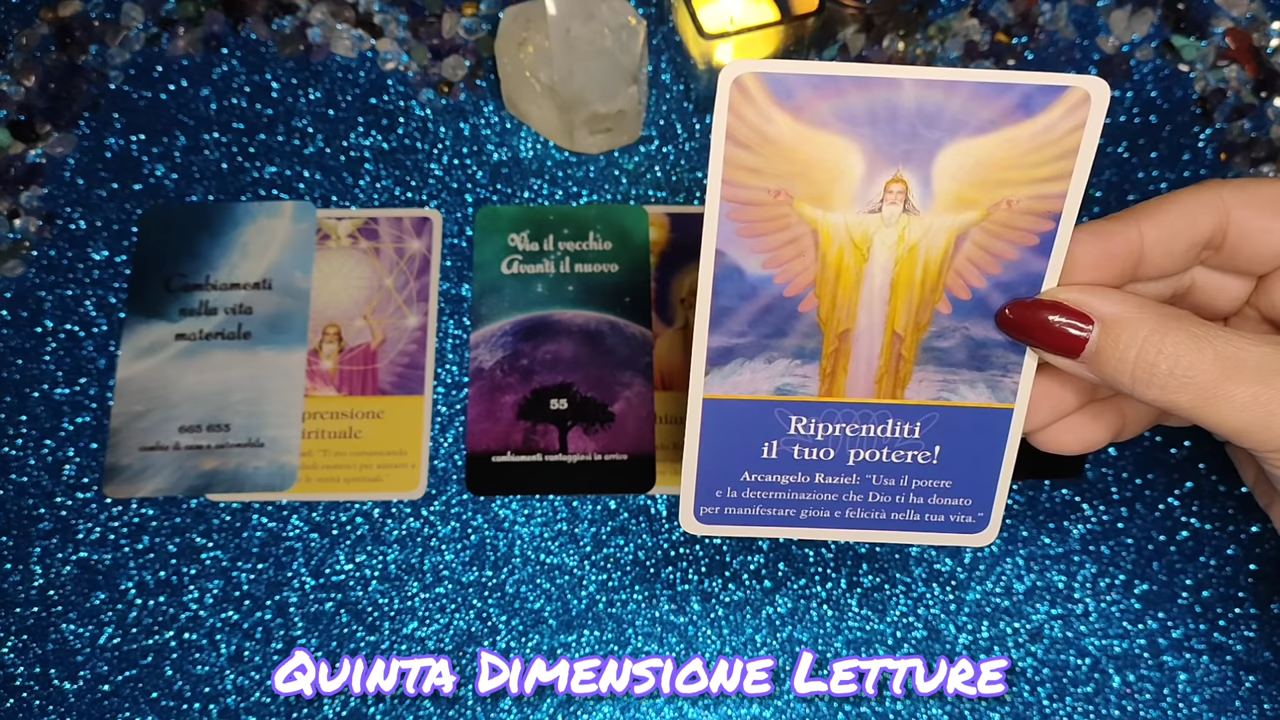 Cambiamenti
nella vita
materiale
665 655
cambio di casa o automobile
prensione
irituale
Via il vecchio
Avanti il nuovo
55
cambiamenti vantaggiosi in arrivo
Riprenditi
il tuo potere!
Arcangelo Raziel: “Usa il potere
e la determinazione che Dio ti ha donato
per manifestare gioia e felicità nella tua vita.”
Quinta Dimensione Letture